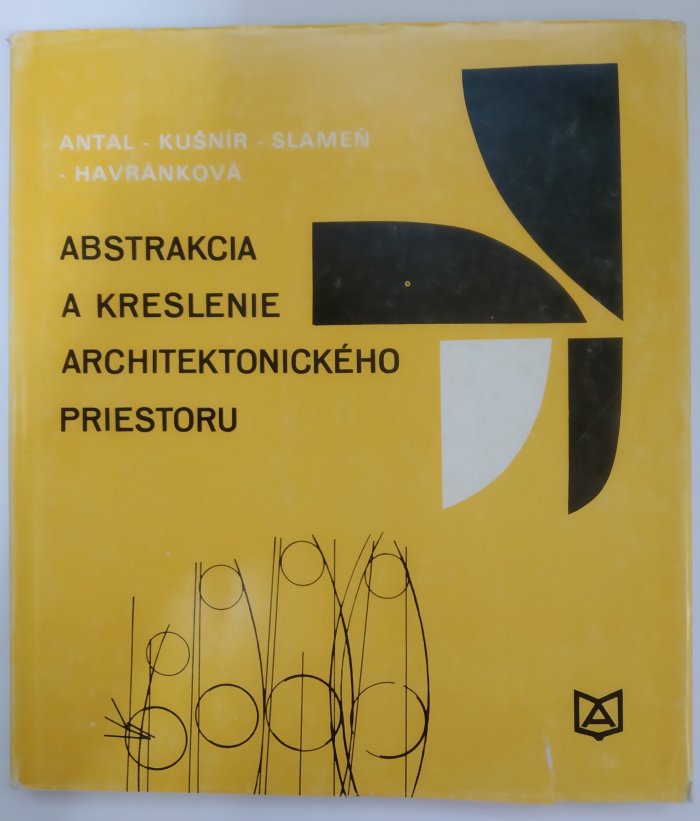 ANTAL - KUŠNÍR - SLAMEŇ
- HAVRÁNKOVÁ
ABSTRAKCIA
A KRESLENIE
ARCHITEKTONICKÉHO
PRIESTORU
A